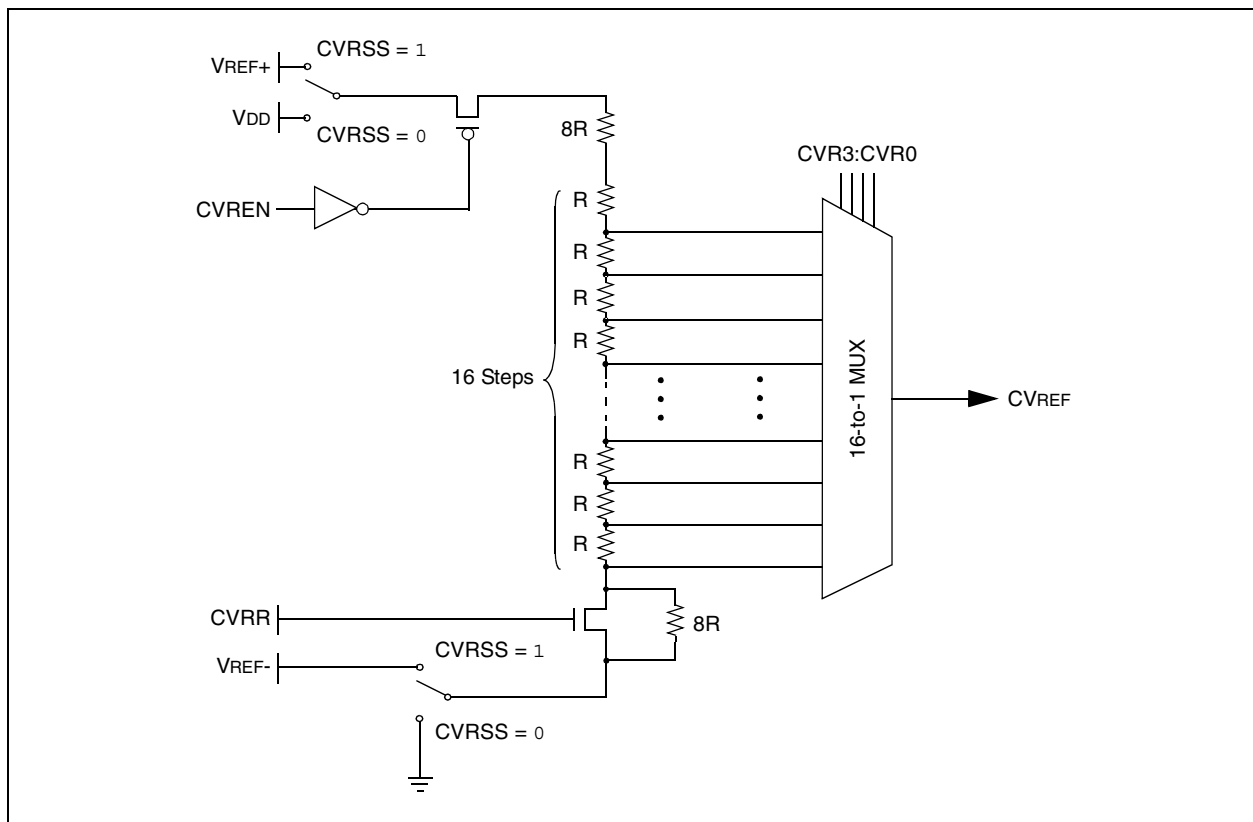 CVRSS = 1
VREF+
VDD
CVRSS = 0
8R
CVR3:CVR0
CVREN
R
R
R
R
16 Steps
16-to-1 MUX
CVREF
R
R
R
CVRR
8R
CVRSS = 1
VREF-
CVRSS = 0